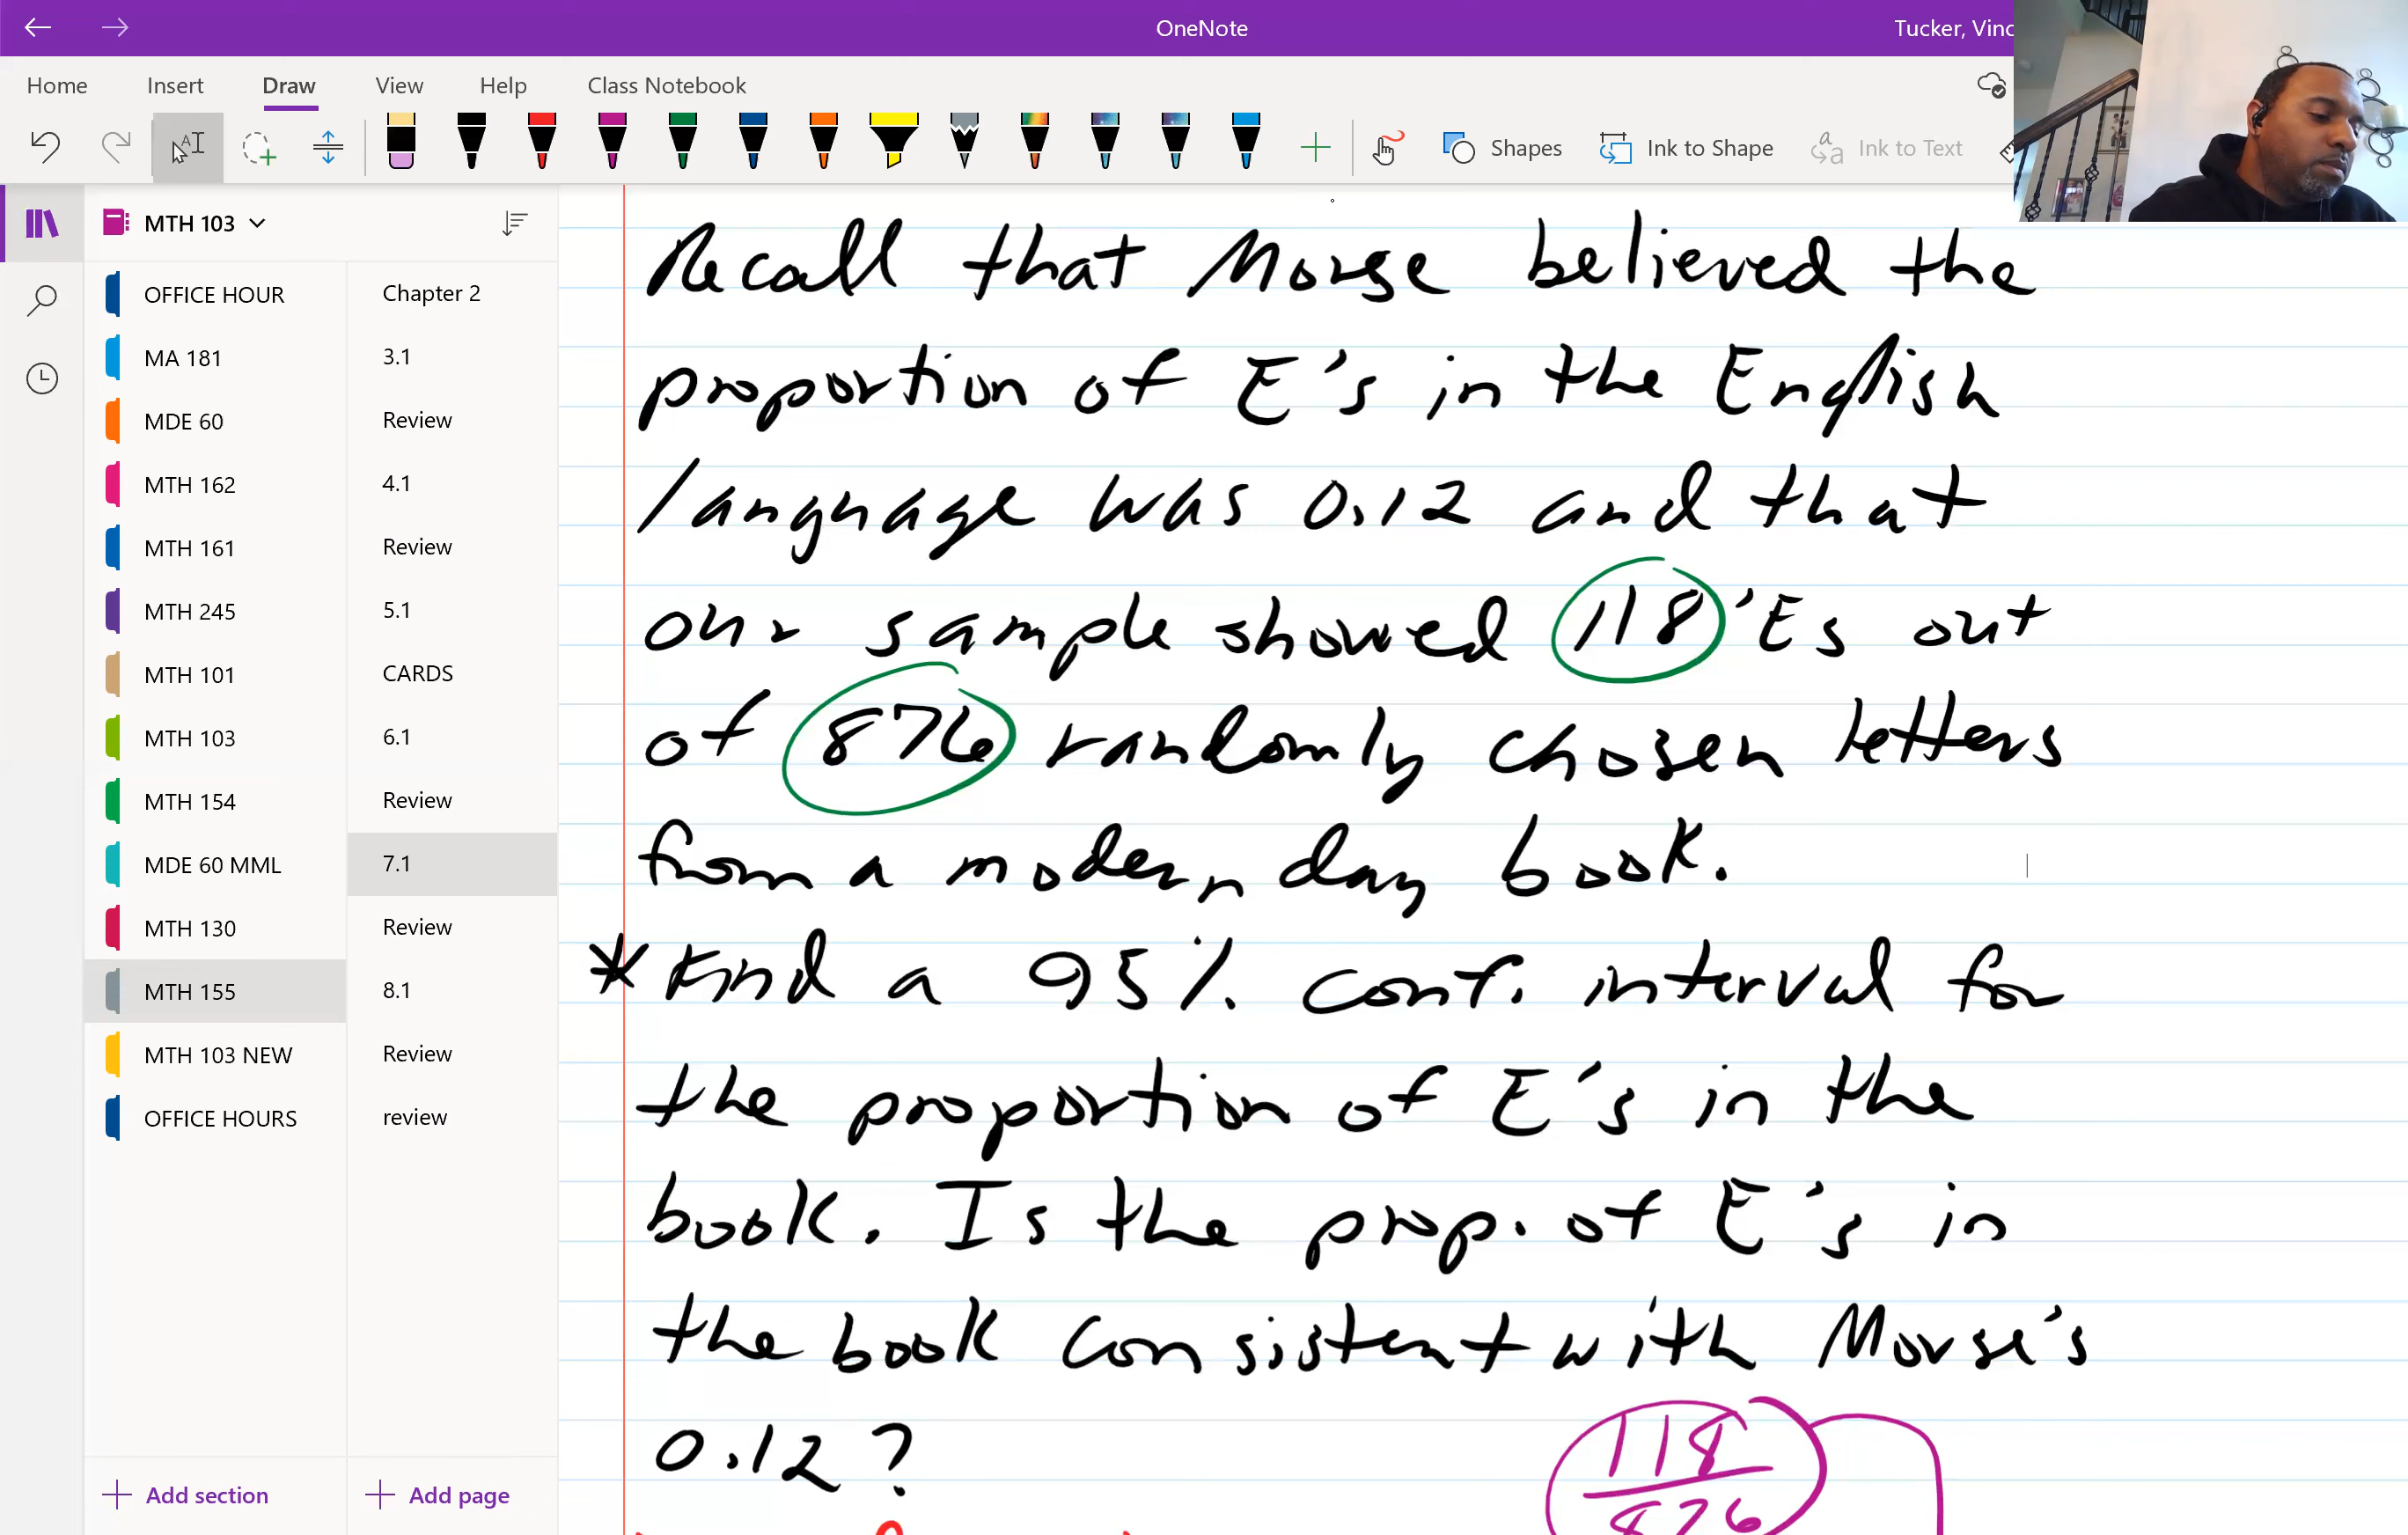 OneNote
Tucker, Vinc
Home Insert Draw View Help Class Notebook
Shapes Ink to Shape Ink to Text
MTH 103
OFFICE HOUR
MA 181
MDE 60
MTH 162
MTH 161
MTH 245
MTH 101
MTH 103
MTH 154
MDE 60 MML
MTH 130
MTH 155
MTH 103 NEW
OFFICE HOURS
Add section
Chapter 2
3.1
Review
4.1
Review
5.1
CARDS
6.1
Review
7.1
Review
8.1
Review
review
Add page
Recall that Morse believed the
proportion of E's in the English
language was 0.12 and that
our sample showed 118 'Es out
of 876 randomly chosen letters
from a modern day book.
* Find a 95% conf. interval for
the proportion of E's in the
book. Is the prop. of E's in
the book consistent with Morse's
0.12?
118
876